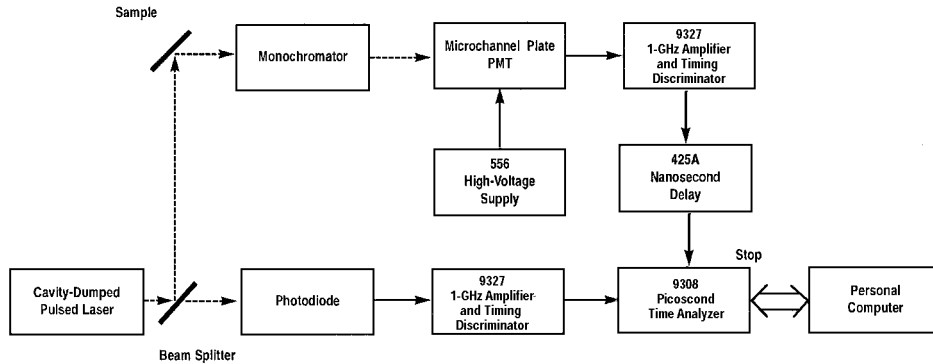 Sample
Monochromator
Microchannel Plate
PMT
9327
1-GHz Amplifier
and Timing
Discriminator
556
High-Voltage
Supply
425A
Nanosecond
Delay
Stop
Cavity-Dumped
Pulsed Laser
Photodiode
9327
1-GHz Amplifier
and Timing
Discriminator
9308
Picoscond
Time Analyzer
Personal
Computer
Beam Splitter